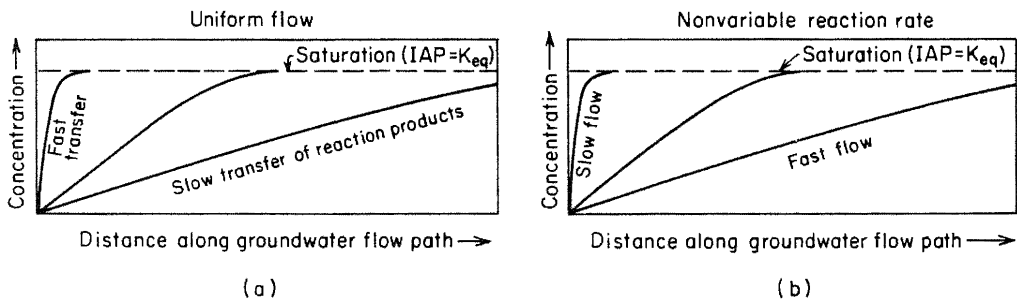 Uniform flow
Concentration
Saturation (IAP=Keq)
Fast
transfer
Slow transfer of reaction products
Distance along groundwater flow path
(a)
Nonvariable reaction rate
Concentration
Saturation (IAP=Keq)
Slow flow
Fast flow
Distance along groundwater flow path
(b)